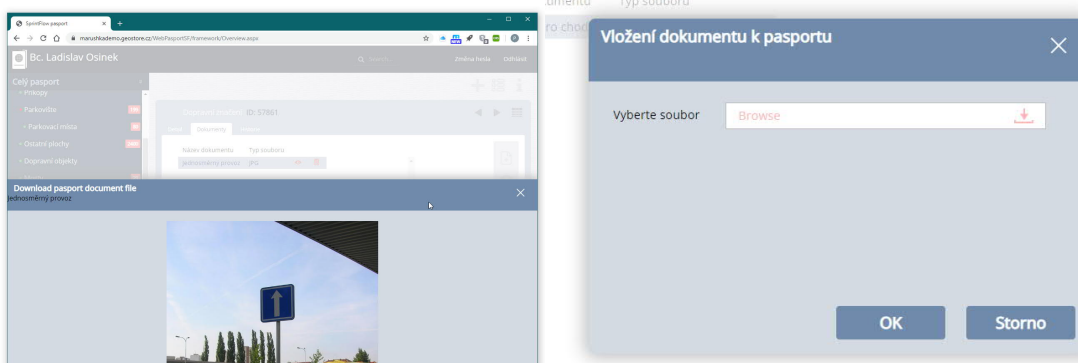 SprintFlow pasport
marushkademo.geostore.cz/WebPasportSF/framework/Overview.aspx
Bc. Ladislav Osinek
Search...
Změna hesla
Odhlásit
Celý pasport
Příkopy
Parkoviště
Parkovací místa
Ostatní plochy
Dopravní objekty
Dopravní značení
ID: 57861
Dokumenty
Název dokumentu
Typ souboru
Jednosměrný provoz
JPG
Download pasport document file
Jednosměrný provoz
Typ souboru
Vložení dokumentu k pasportu
Vyberte soubor
Browse
OK
Storno